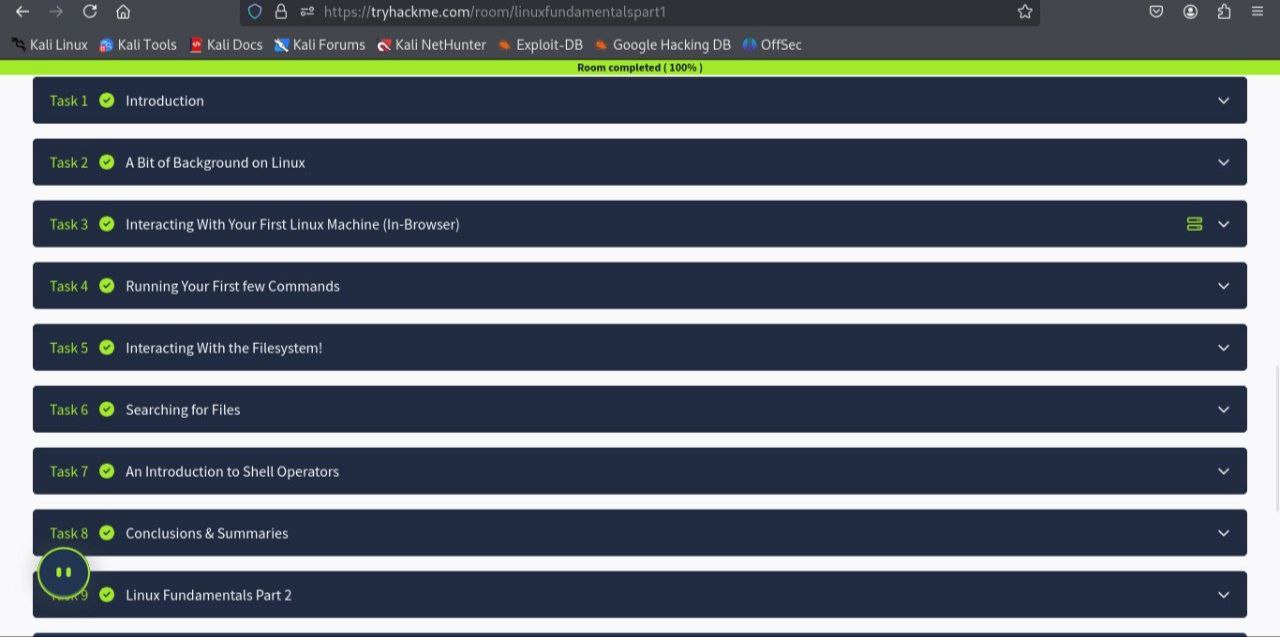 https://tryhackme.com/room/linuxfundamentalspart1
Kali Linux Kali Tools Kali Docs Kali Forums Kali NetHunter Exploit-DB Google Hacking DB OffSec
Room completed ( 100% )
Task 1 Introduction
Task 2 A Bit of Background on Linux
Task 3 Interacting With Your First Linux Machine (In-Browser)
Task 4 Running Your First few Commands
Task 5 Interacting With the Filesystem!
Task 6 Searching for Files
Task 7 An Introduction to Shell Operators
Task 8 Conclusions & Summaries
Task 9 Linux Fundamentals Part 2